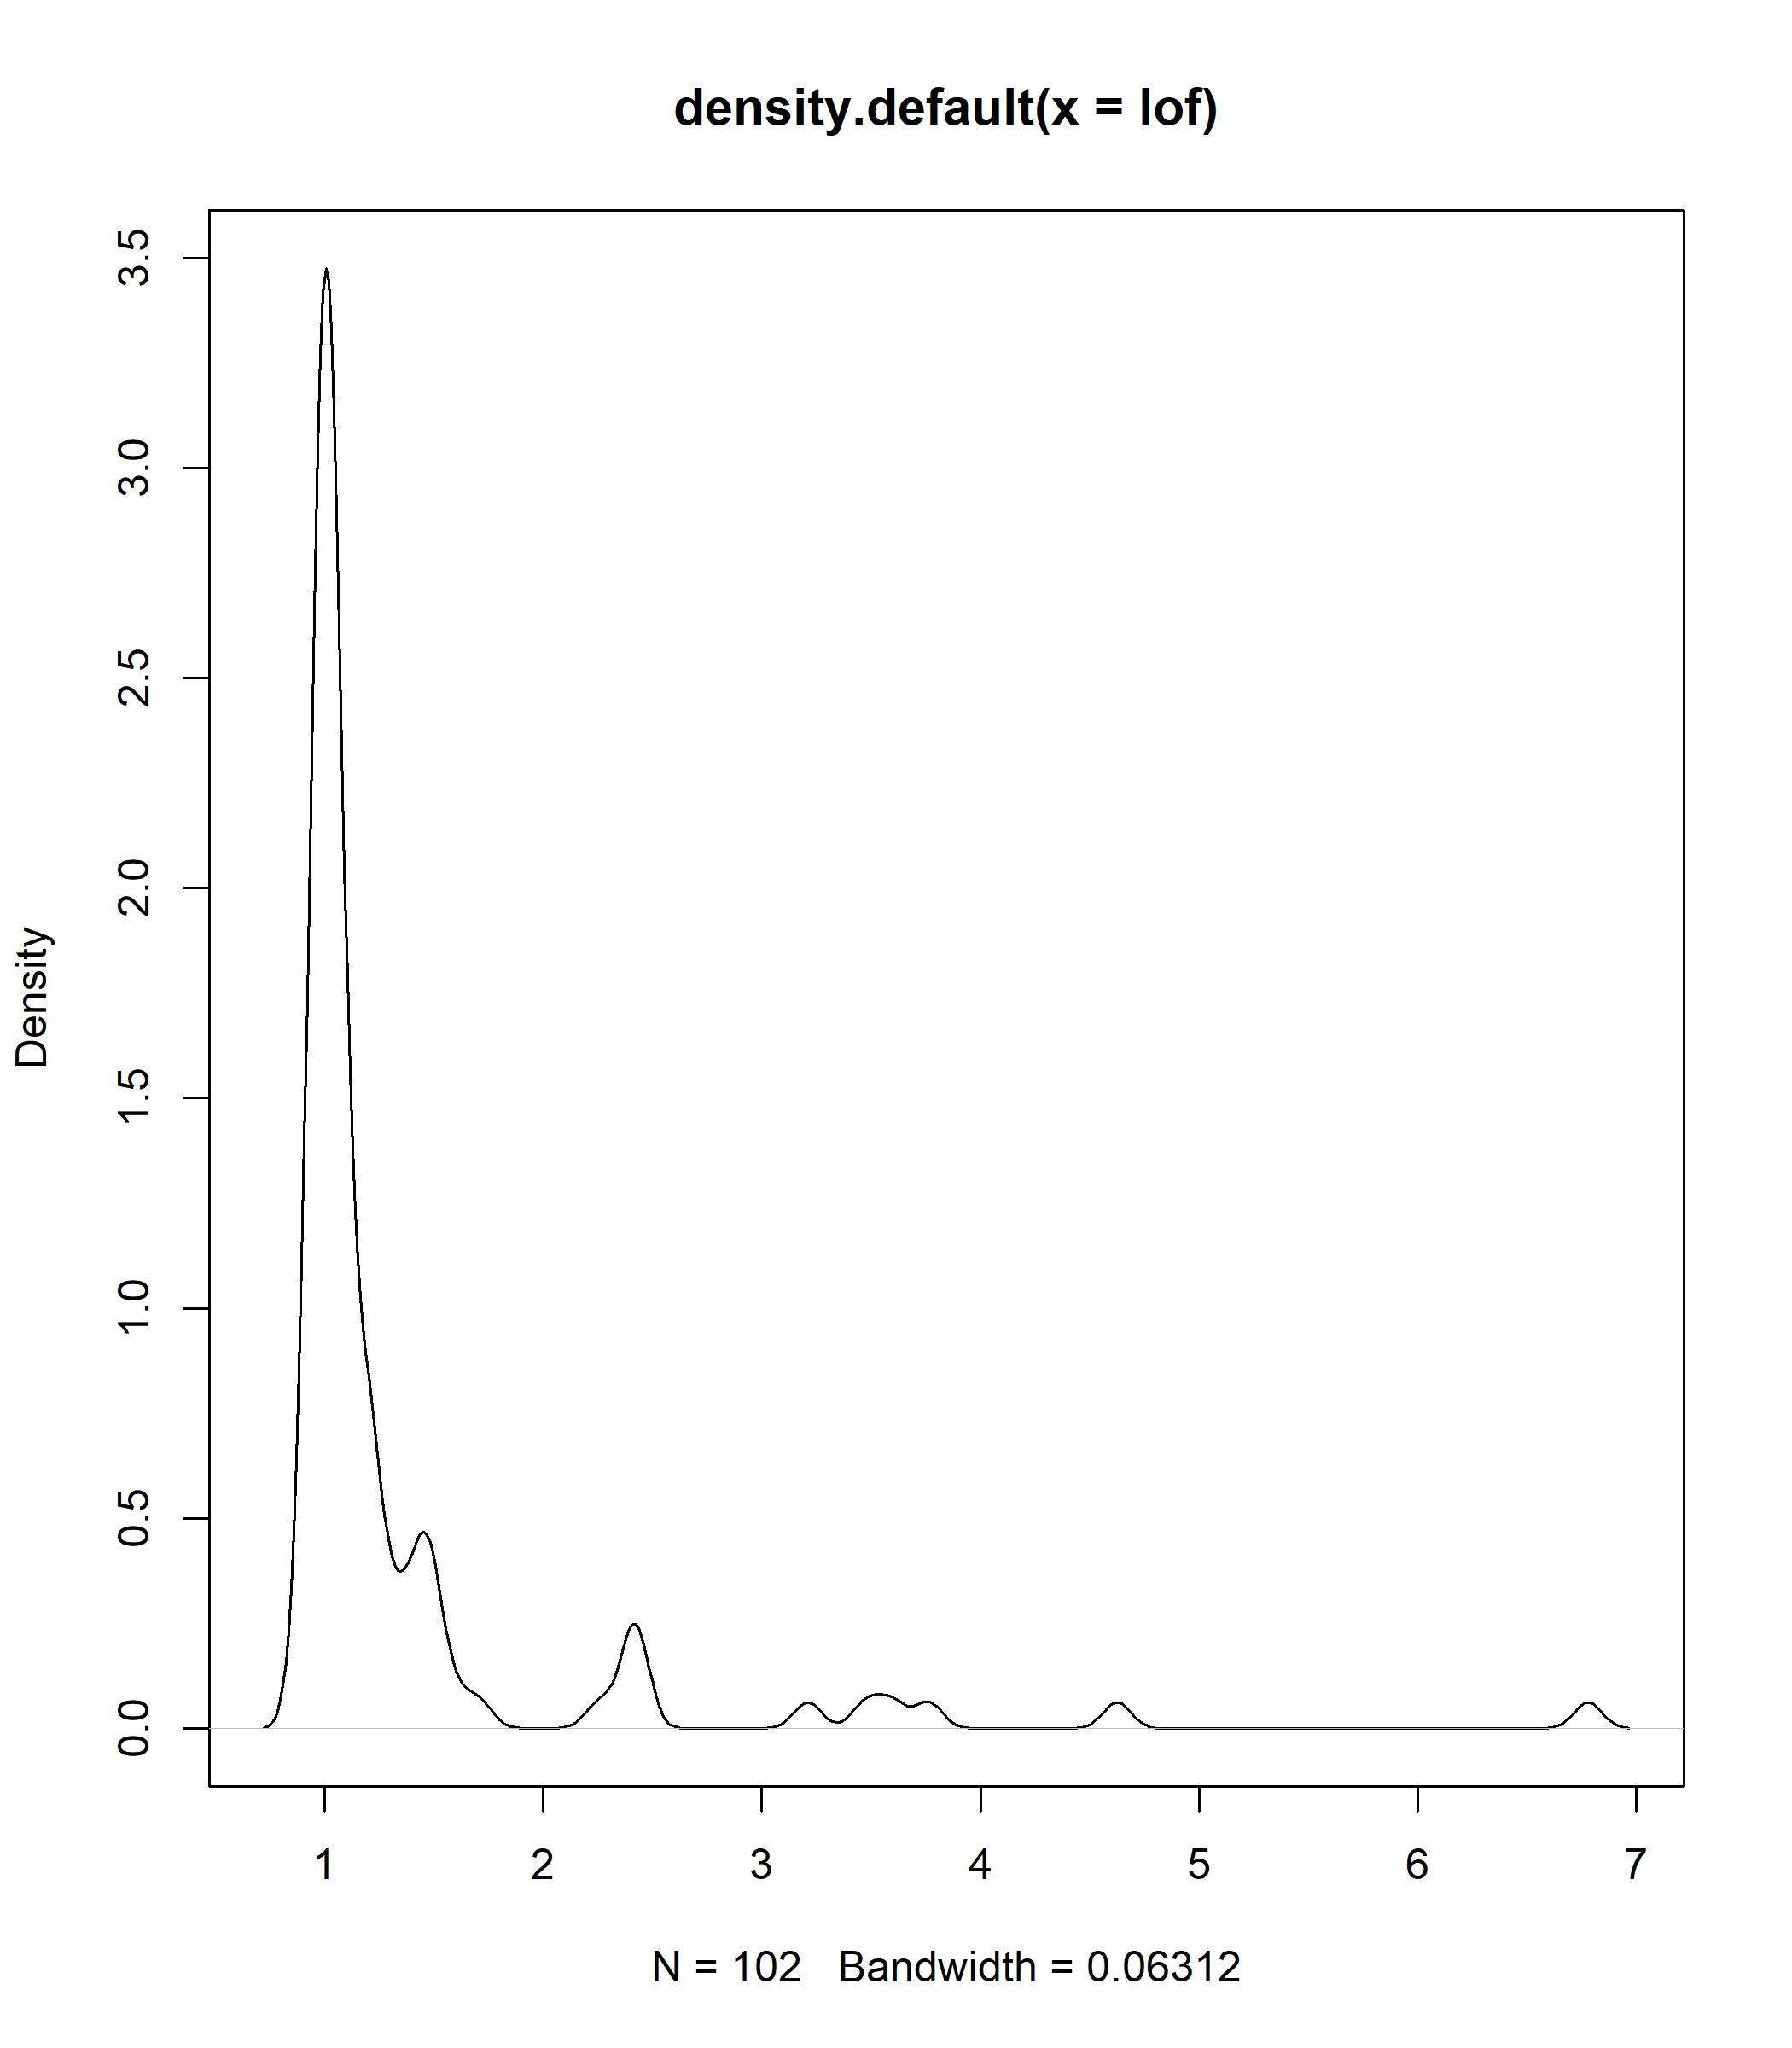 density.default(x = lof)
3.5
3.0
2.5
2.0
1.5
1.0
0.5
0.0
Density
1 2 3 4 5 6 7
N = 102 Bandwidth = 0.06312